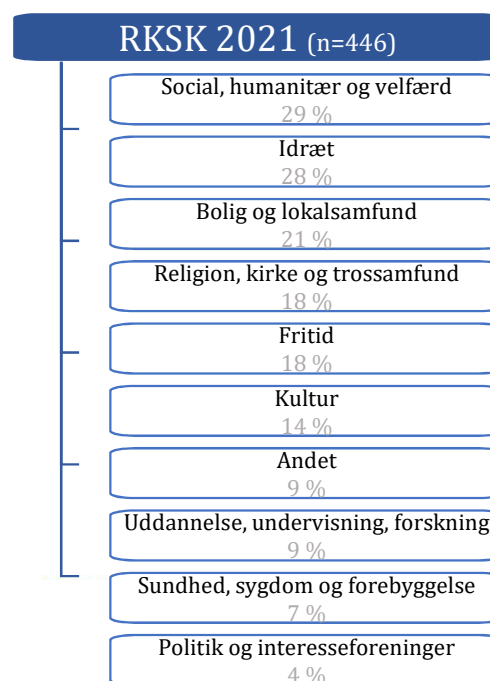 RKSK 2021 (n=446)
Social, humanitær og velfærd
29 %
Idræt
28 %
Bolig og lokalsamfund
21 %
Religion, kirke og trossamfund
18 %
Fritid
18 %
Kultur
14 %
Andet
9 %
Uddannelse, undervisning, forskning
9 %
Sundhed, sygdom og forebyggelse
7 %
Politik og interesseforeninger
4 %